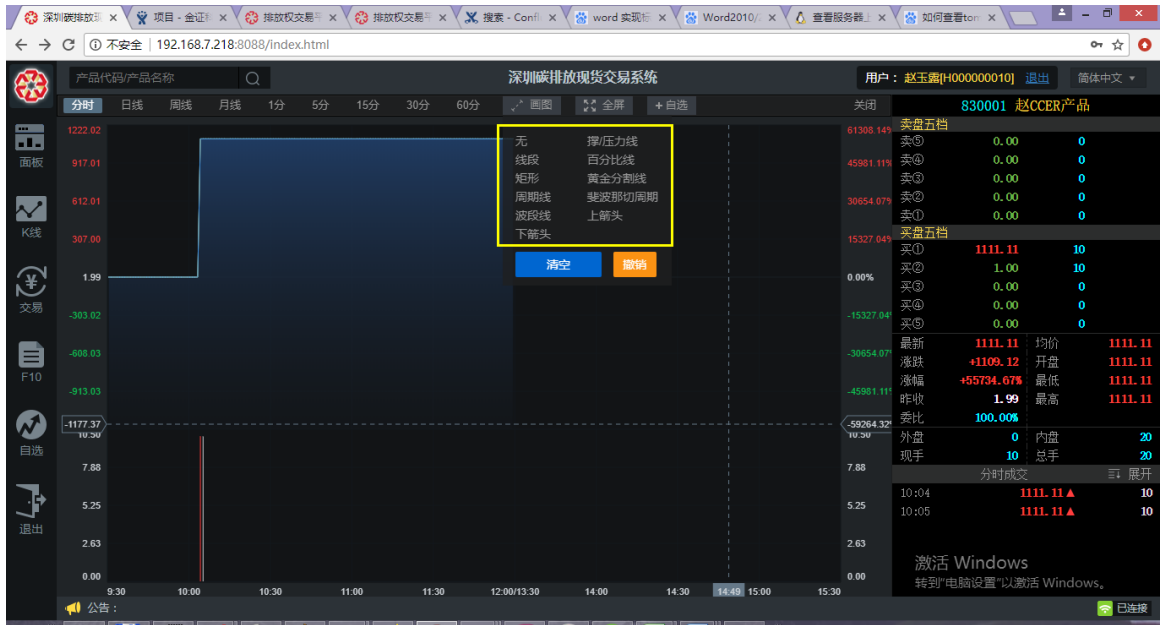 深圳碳排放现
项目 - 金证
排放权交易
排放权交易
搜索 - Conf
word 实现
Word2010/
查看服务器
如何查看ton
不安全 | 192.168.7.218:8088/index.html
产品代码/产品名称
深圳碳排放现货交易系统
用户： 赵玉露[H000000010] 退出
简体中文
分时 日线 周线 月线 1分 5分 15分 30分 60分 画图 全屏 +自选 关闭
830001 赵CCER产品
面板
K线
交易
F10
自选
退出
1222.02
917.01
612.01
307.00
1.99
-303.02
-608.03
-913.03
-1177.37
10.50
7.88
5.25
2.63
0.00
无 撑/压力线
线段 百分比线
矩形 黄金分割线
周期线 斐波那切周期
波段线 上箭头
下箭头
清空 撤销
61308.14%
45981.11%
30654.07%
15327.04%
0.00%
-15327.04
-30654.07
-45981.11
-59264.32
10.50
7.88
5.25
2.63
0.00
9:30 10:00 10:30 11:00 11:30 12:00/13:30 14:00 14:30 14:49 15:00 15:30
卖盘五档
卖⑤ 0.00 0
卖④ 0.00 0
卖③ 0.00 0
卖② 0.00 0
卖① 0.00 0
买盘五档
买① 1111.11 10
买② 1.00 10
买③ 0.00 0
买④ 0.00 0
买⑤ 0.00 0
最新 1111.11 均价 1111.11
涨跌 +1109.12 开盘 1111.11
涨幅 +55734.67% 最低 1111.11
昨收 1.99 最高 1111.11
委比 100.00%
外盘 0 内盘 20
现手 10 总手 20
分时成交 展开
10:04 1111.11▲ 10
10:05 1111.11▲ 10
激活 Windows
转到"电脑设置"以激活 Windows。
公告：
已连接